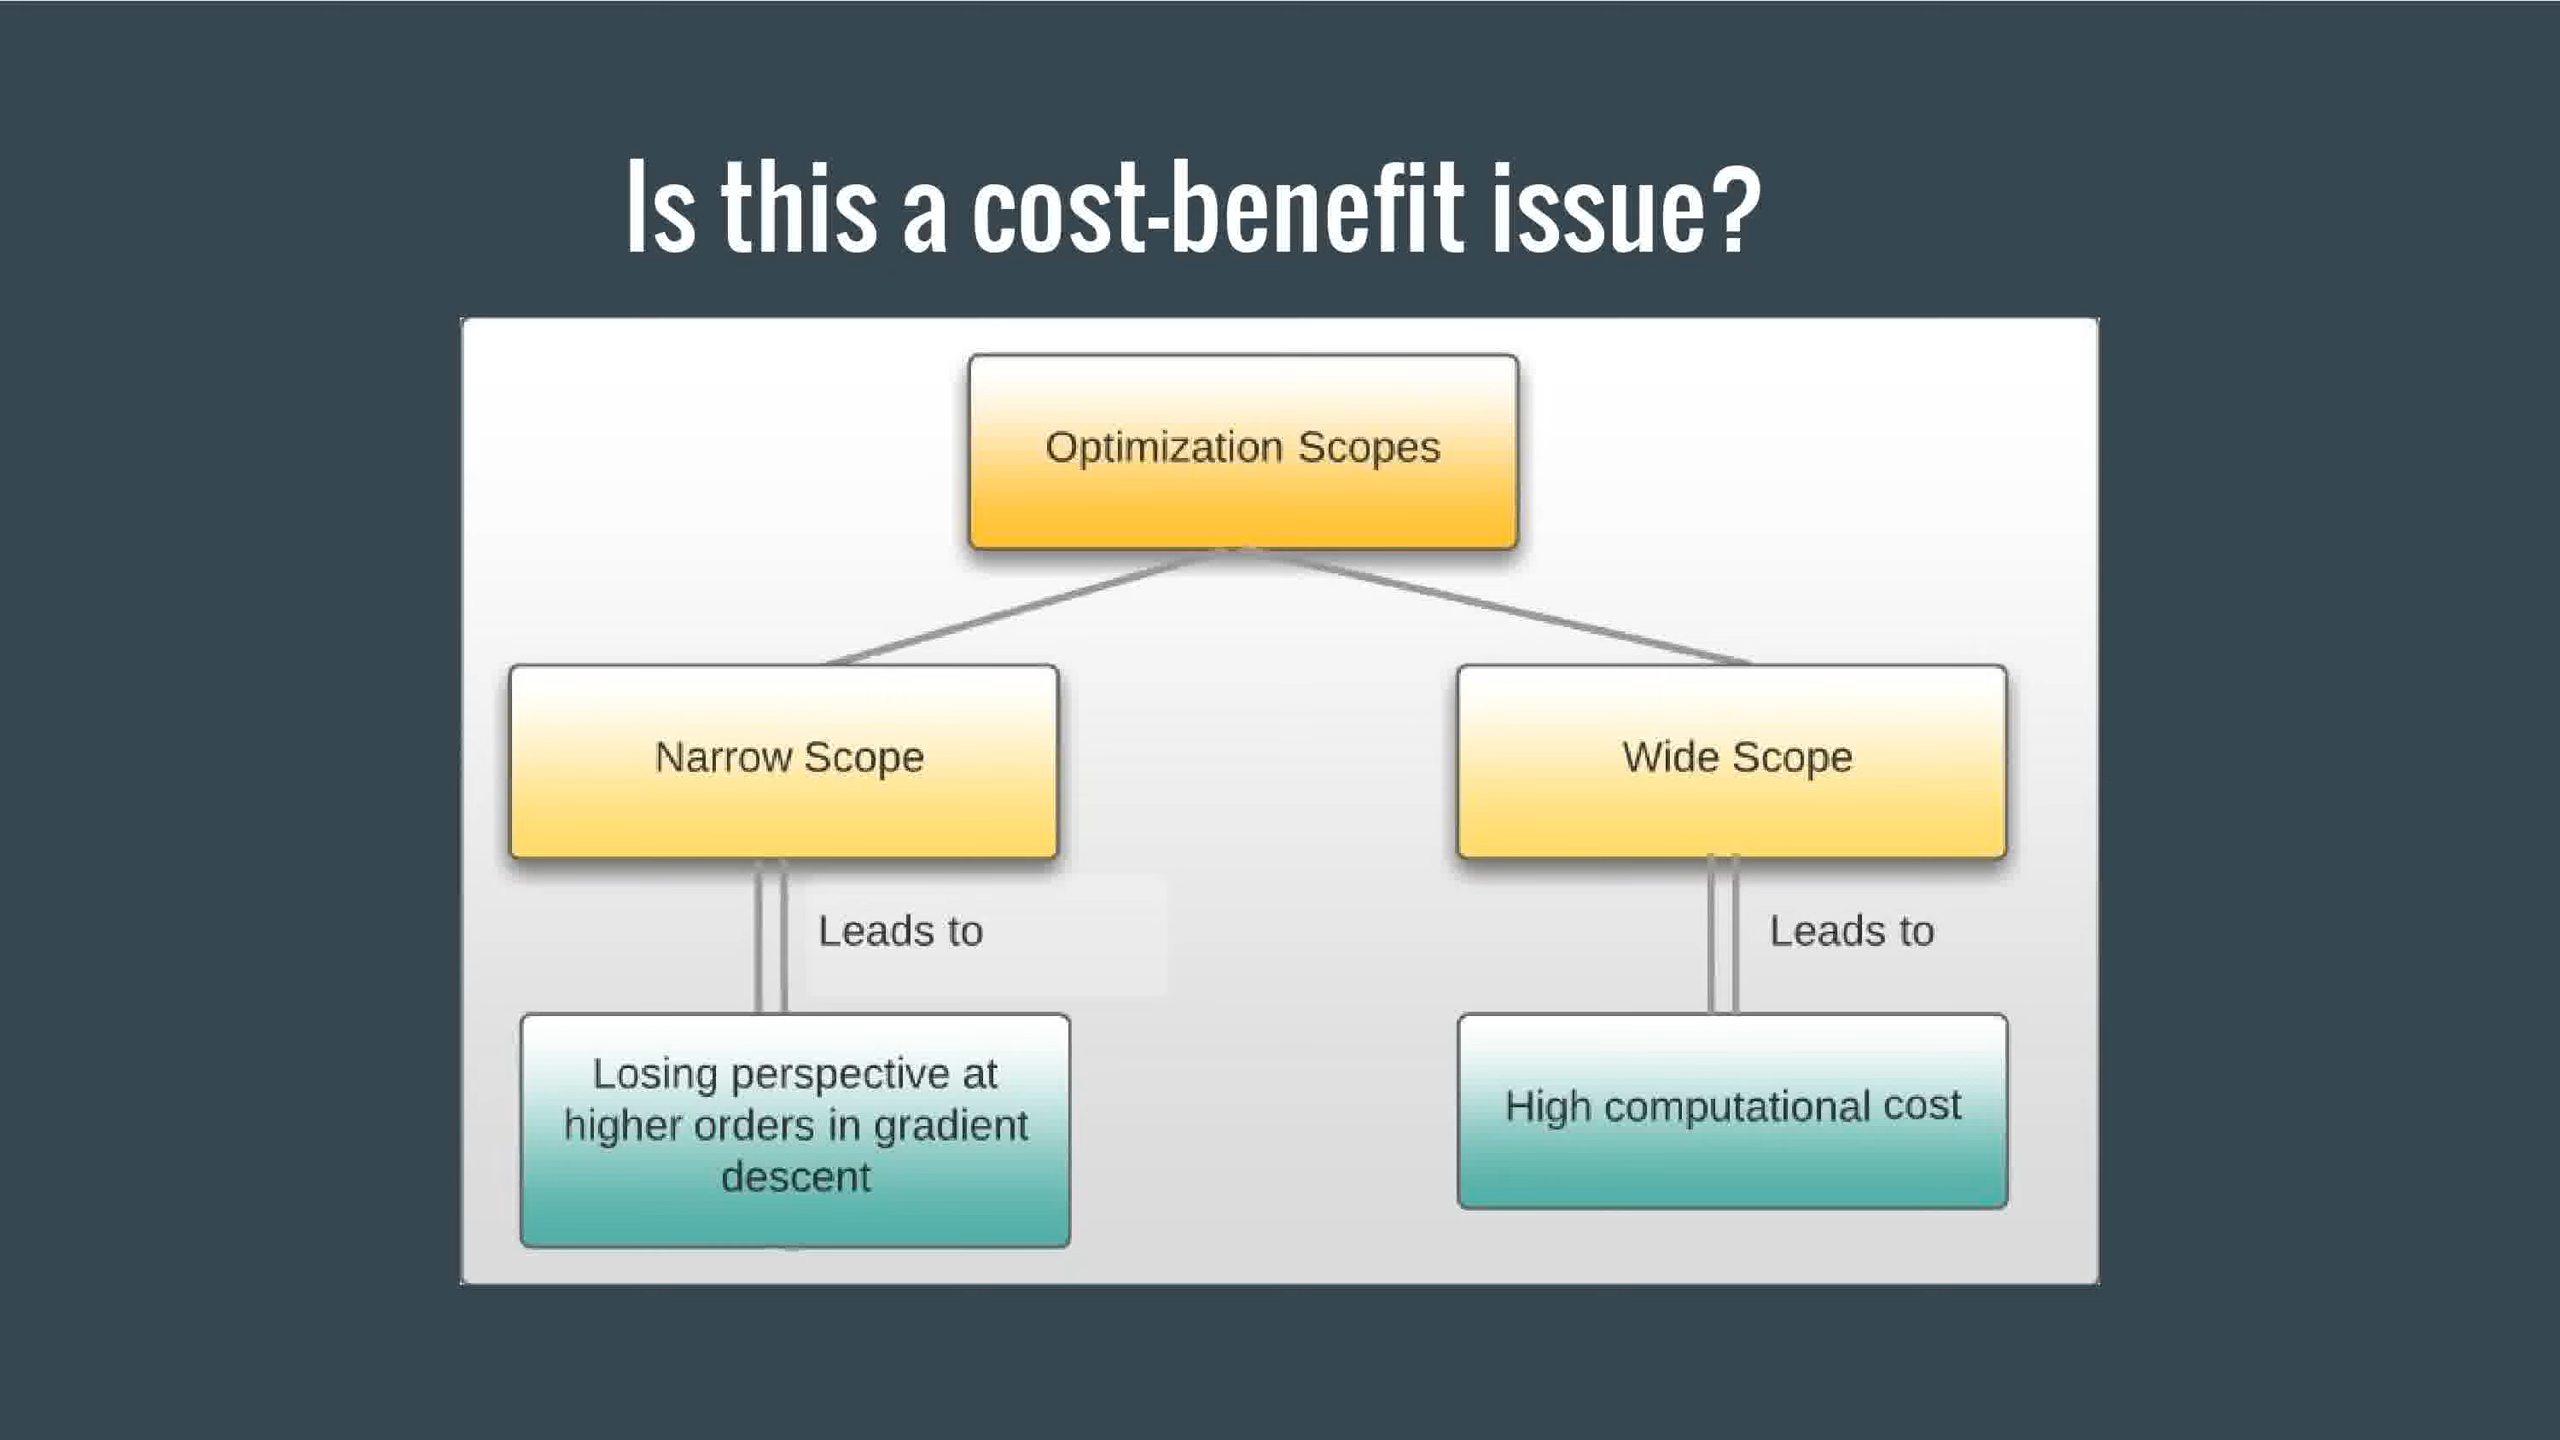 Is this a cost-benefit issue?
Optimization Scopes
Narrow Scope
Wide Scope
Leads to
Leads to
Losing perspective at
higher orders in gradient
descent
High computational cost